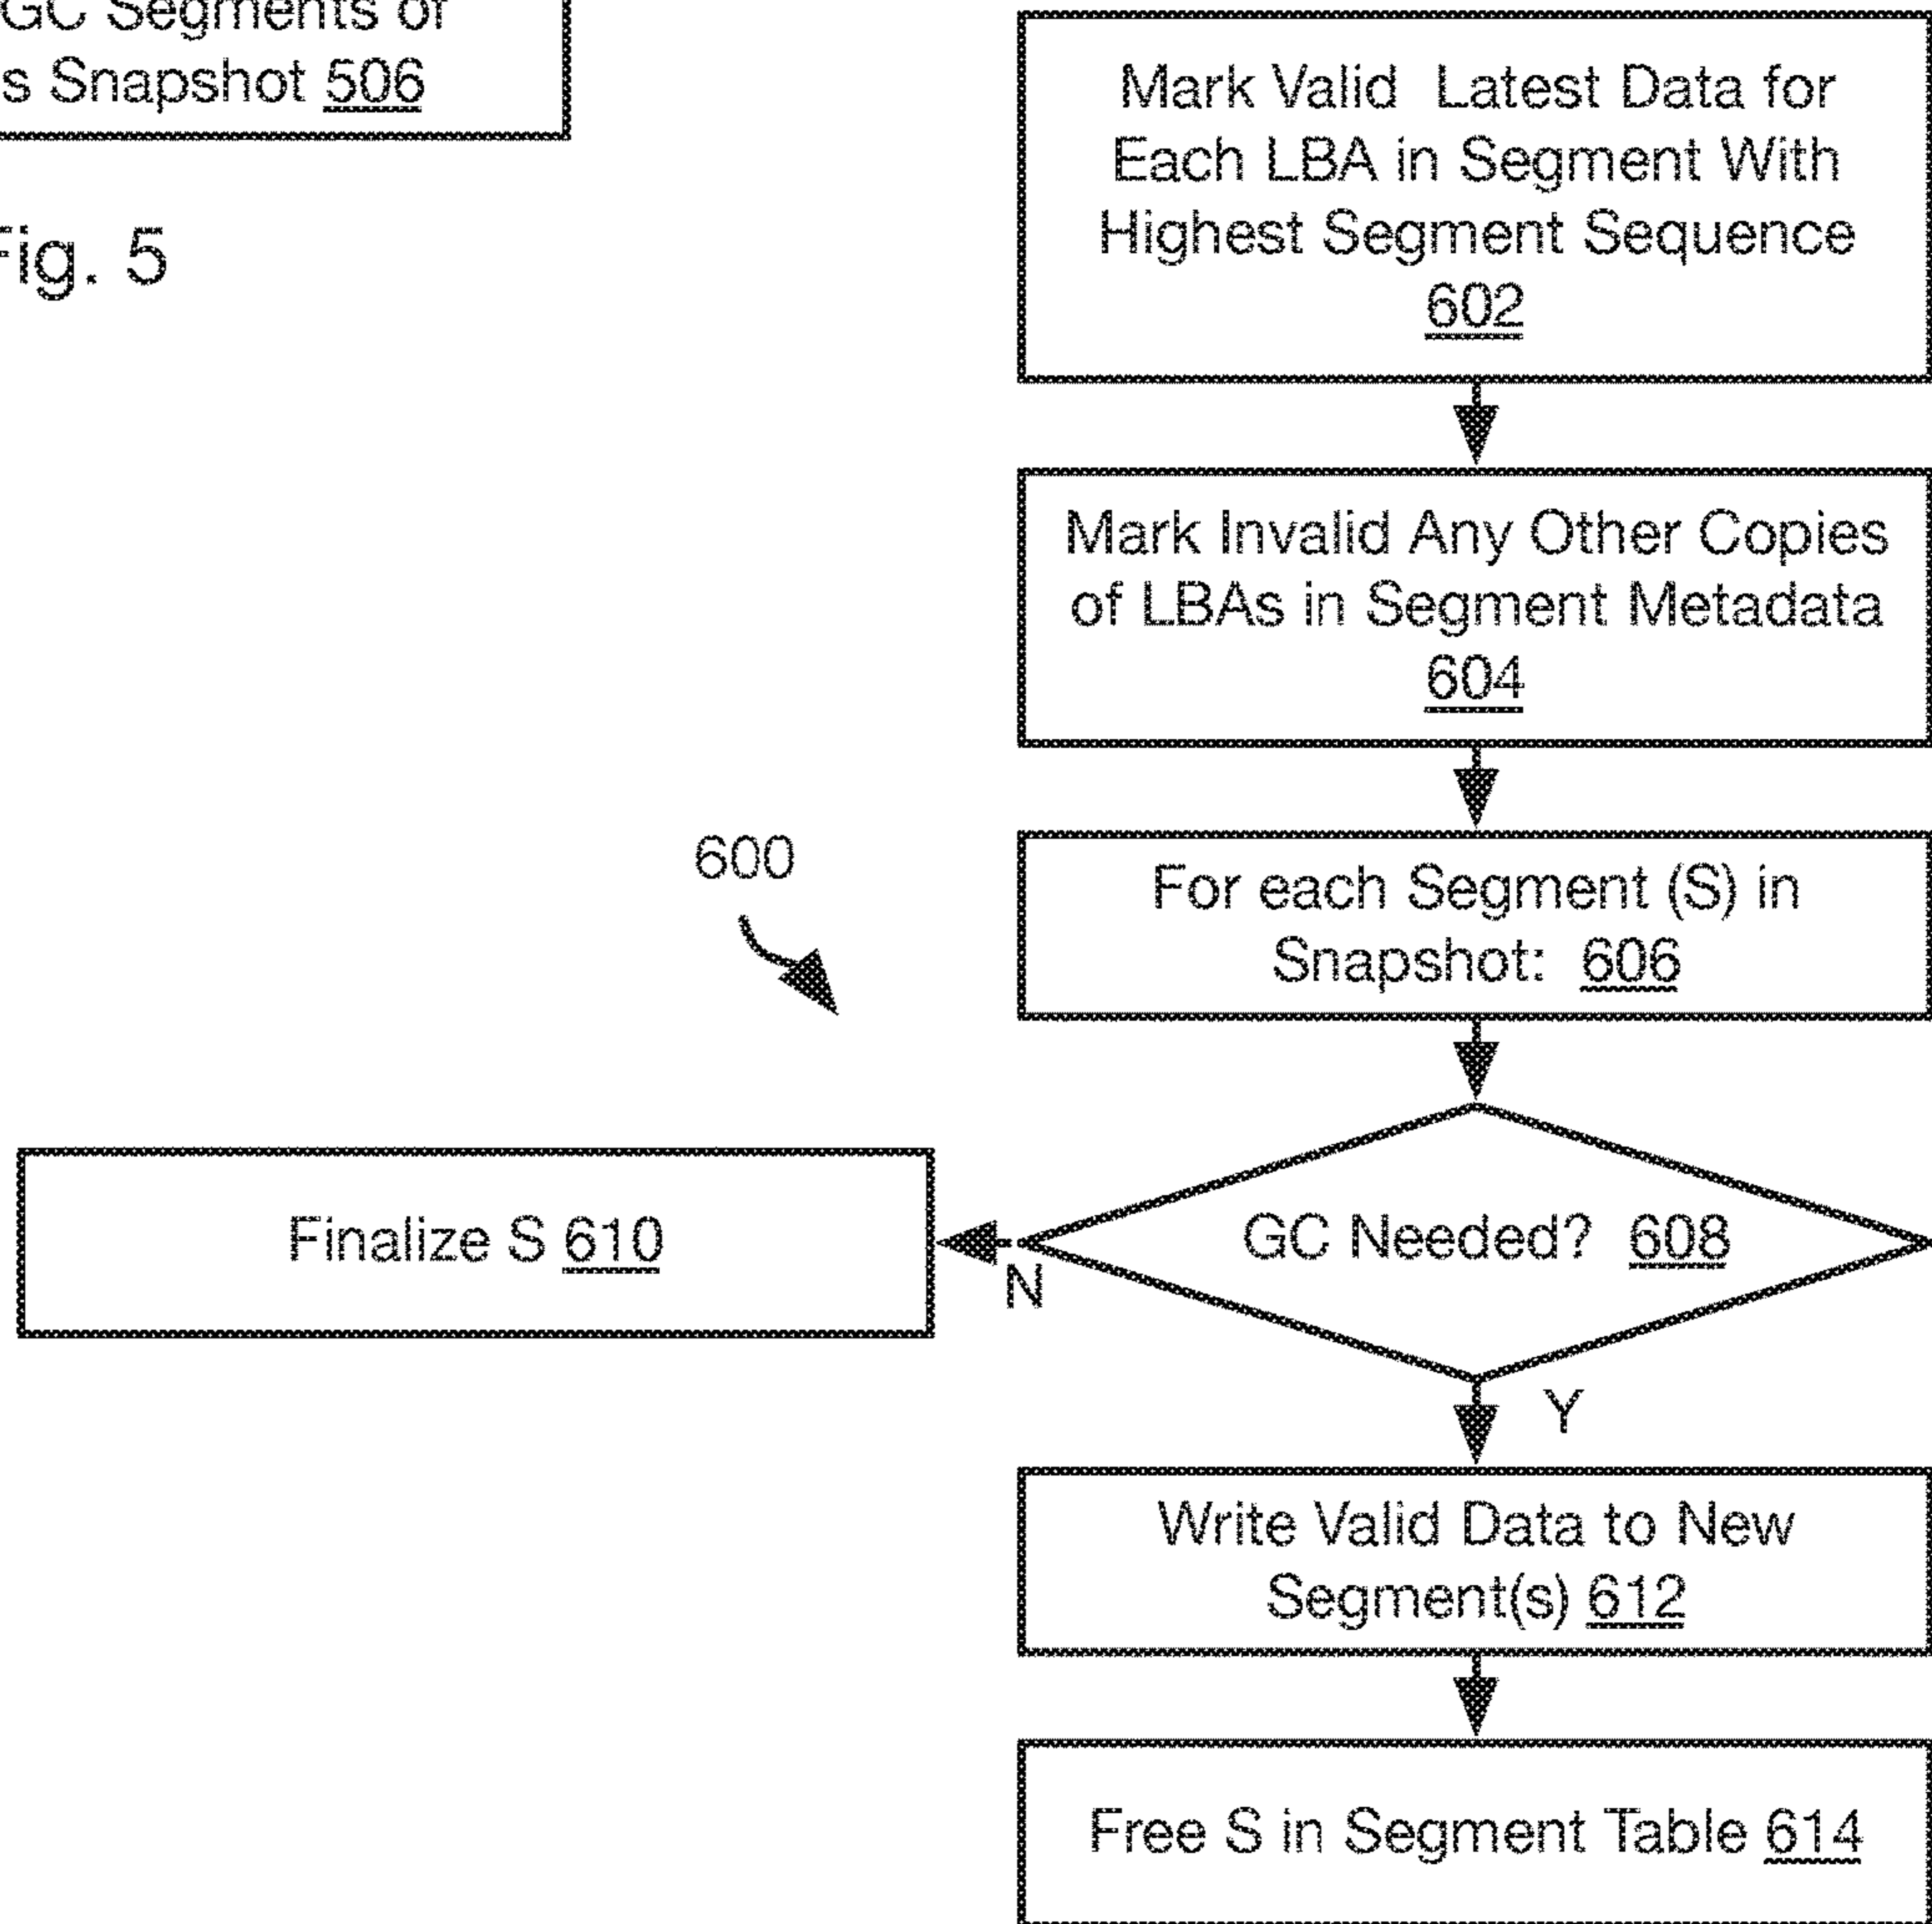 GC Segments of
s Snapshot 506
Fig. 5
Mark Valid Latest Data for
Each LBA in Segment With
Highest Segment Sequence
602
Mark Invalid Any Other Copies
of LBAs in Segment Metadata
604
600
For each Segment (S) in
Snapshot: 606
GC Needed? 608
N
Finalize S 610
Y
Write Valid Data to New
Segment(s) 612
Free S in Segment Table 614